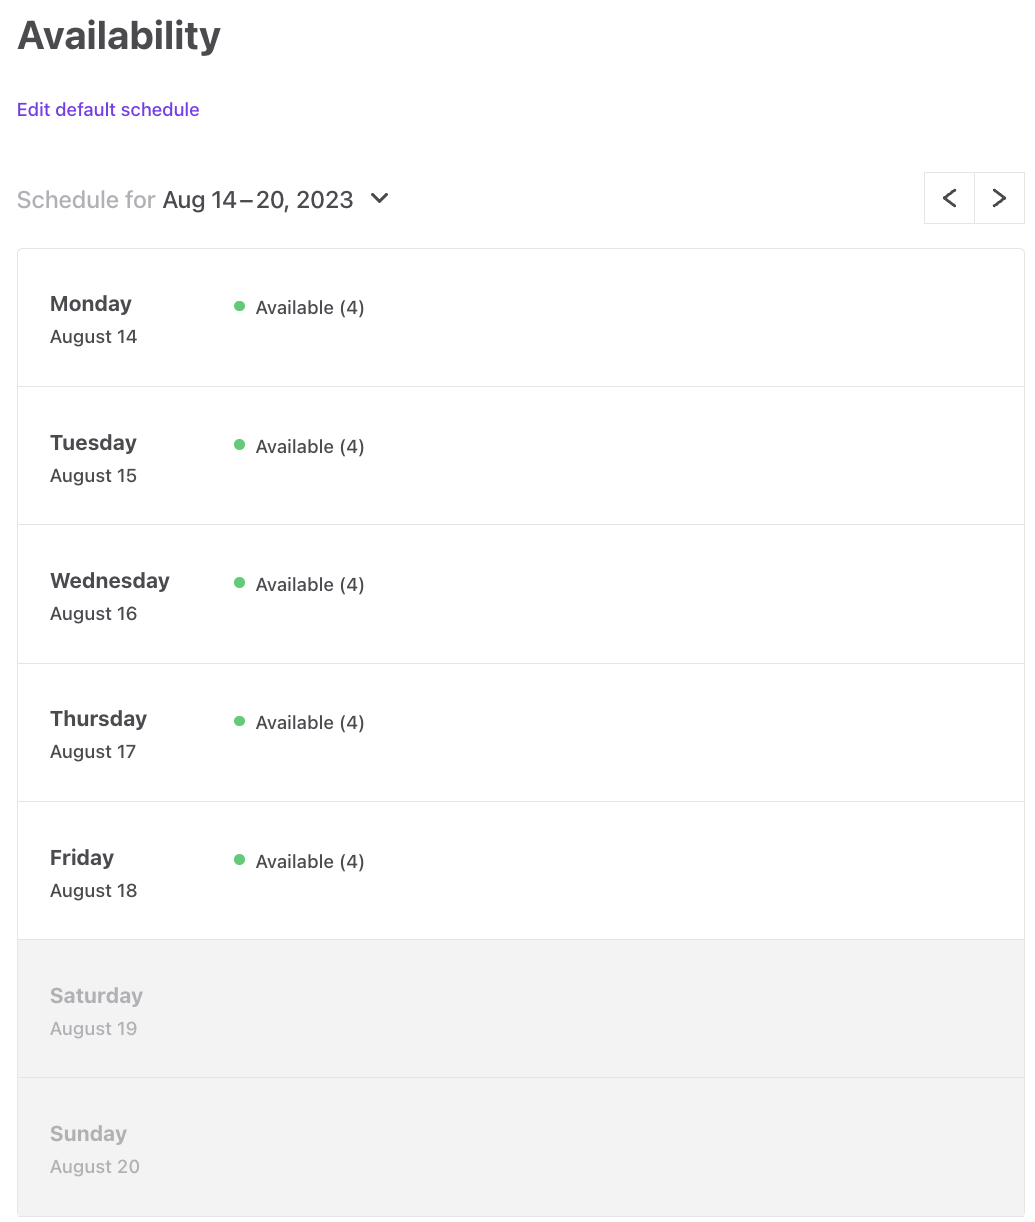 Availability
Edit default schedule
Schedule for Aug 14–20, 2023
Monday
Available (4)
August 14
Tuesday
Available (4)
August 15
Wednesday
Available (4)
August 16
Thursday
Available (4)
August 17
Friday
Available (4)
August 18
Saturday
August 19
Sunday
August 20